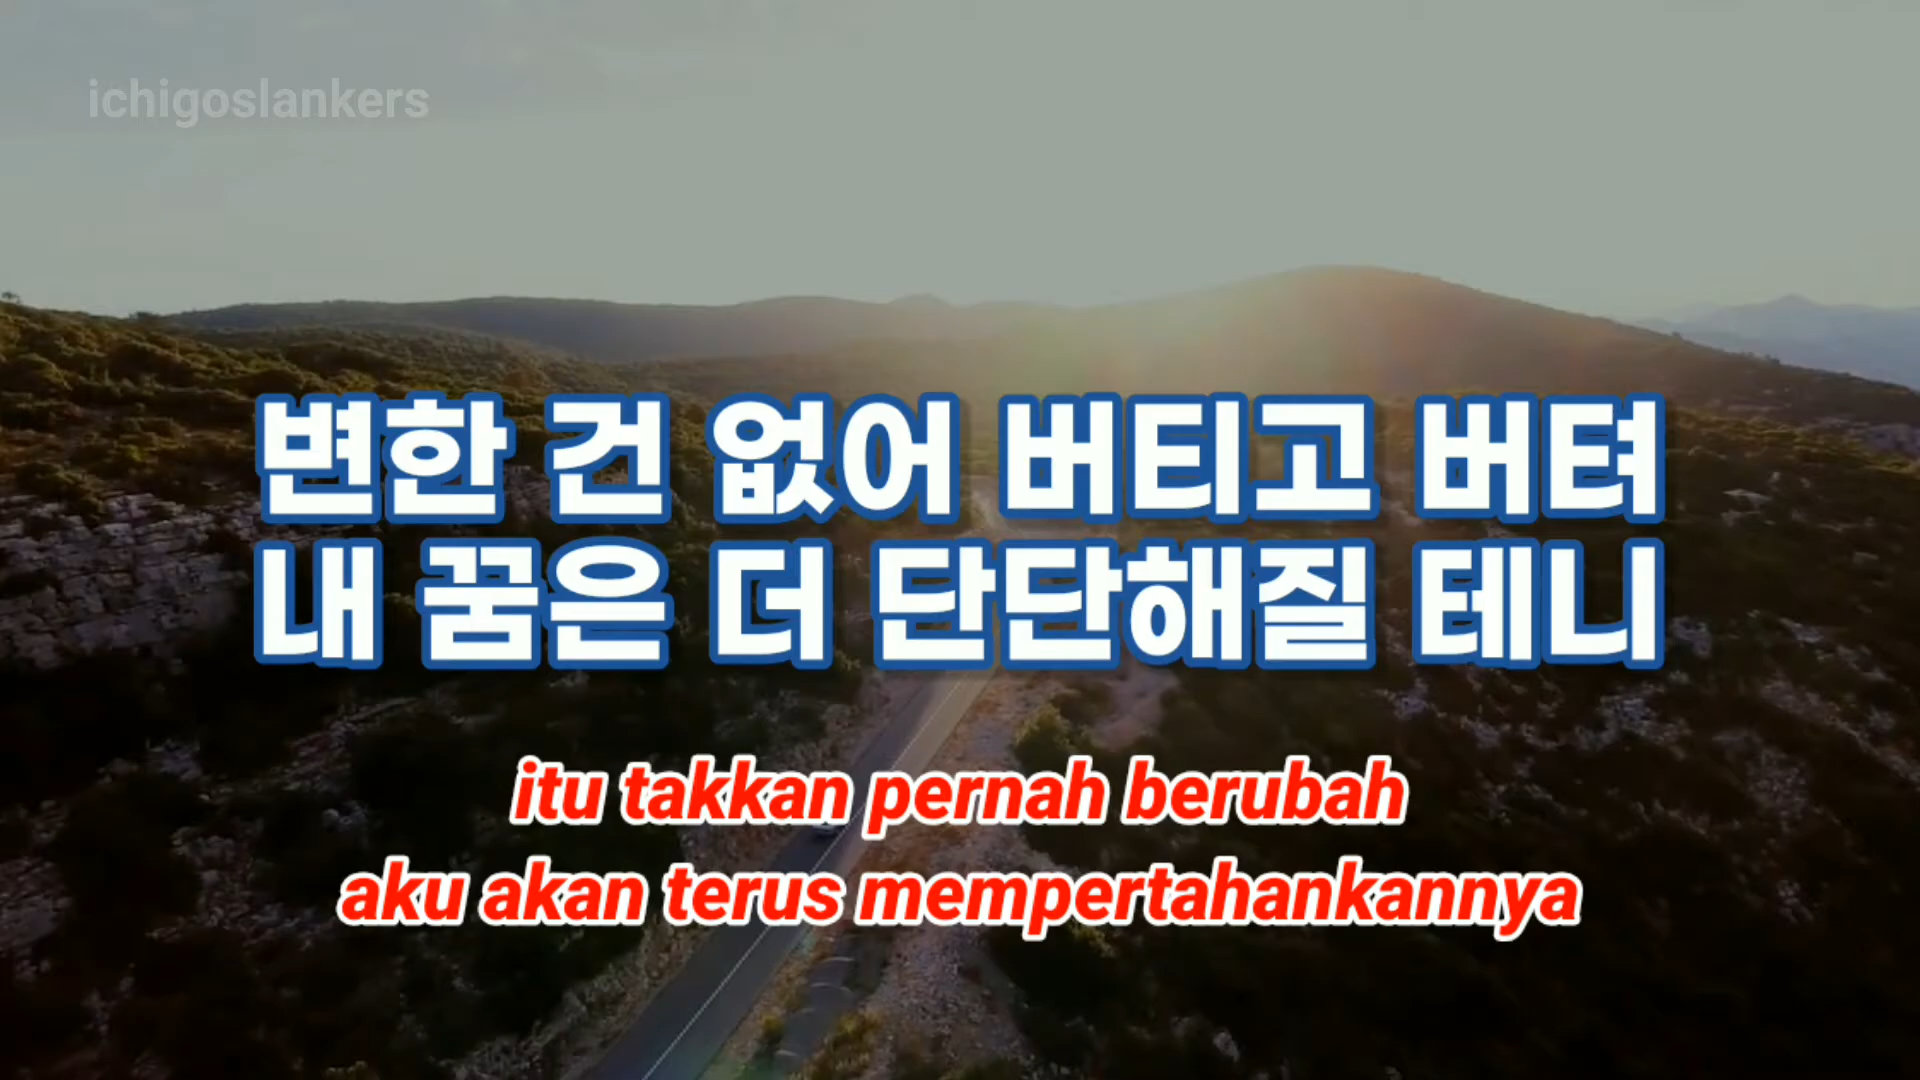 ichigoslankers
변한 건 없어 버티고 버텨
내 꿈은 더 단단해질 테니
itu takkan pernah berubah
aku akan terus mempertahankannya